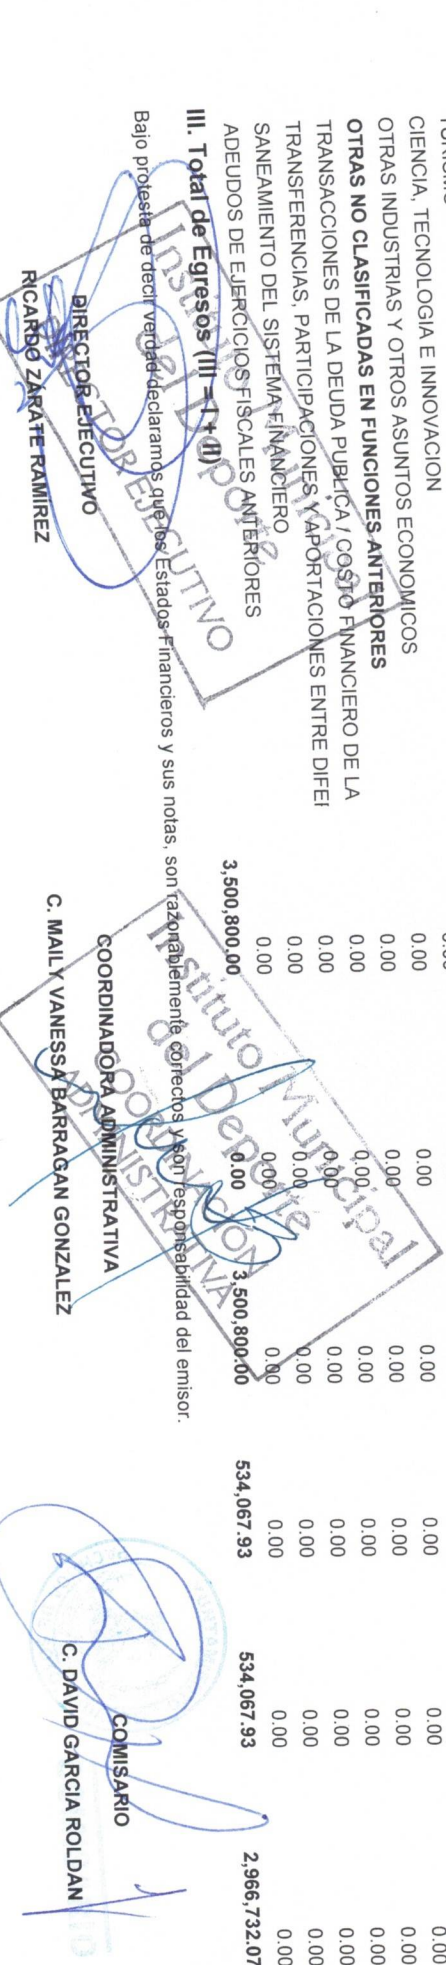 CIENCIA, TECNOLOGIA E INNOVACION 0.00 0.00 0.00 0.00 0.00 0.00
OTRAS INDUSTRIAS Y OTROS ASUNTOS ECONOMICOS 0.00 0.00 0.00 0.00 0.00 0.00
OTRAS NO CLASIFICADAS EN FUNCIONES ANTERIORES 0.00 0.00 0.00 0.00 0.00 0.00
TRANSACCIONES DE LA DEUDA PUBLICA / COSTO FINANCIERO DE LA 0.00 0.00 0.00 0.00 0.00 0.00
TRANSFERENCIAS, PARTICIPACIONES Y APORTACIONES ENTRE DIFEI 0.00 0.00 0.00 0.00 0.00 0.00
SANEAMIENTO DEL SISTEMA FINANCIERO 0.00 0.00 0.00 0.00 0.00 0.00
ADEUDOS DE EJERCICIOS FISCALES ANTERIORES
III. Total de Egresos (III = I + II) 3,500,800.00 0.00 3,500,800.00 534,067.93 534,067.93 2,966,732.07
Bajo protesta de decir verdad declaramos que los Estados Financieros y sus notas, son razonablemente correctos y son responsabilidad del emisor.
Instituto Municipal
del Deporte
DIRECTOR EJECUTIVO
DIRECTOR EJECUTIVO
RICARDO ZARATE RAMIREZ
Instituto Municipal
del Deporte
COORDINACIÓN
ADMINISTRATIVA
COORDINADORA ADMINISTRATIVA
C. MAILY VANESSA BARRAGAN GONZALEZ
COMISARIO
C. DAVID GARCIA ROLDAN